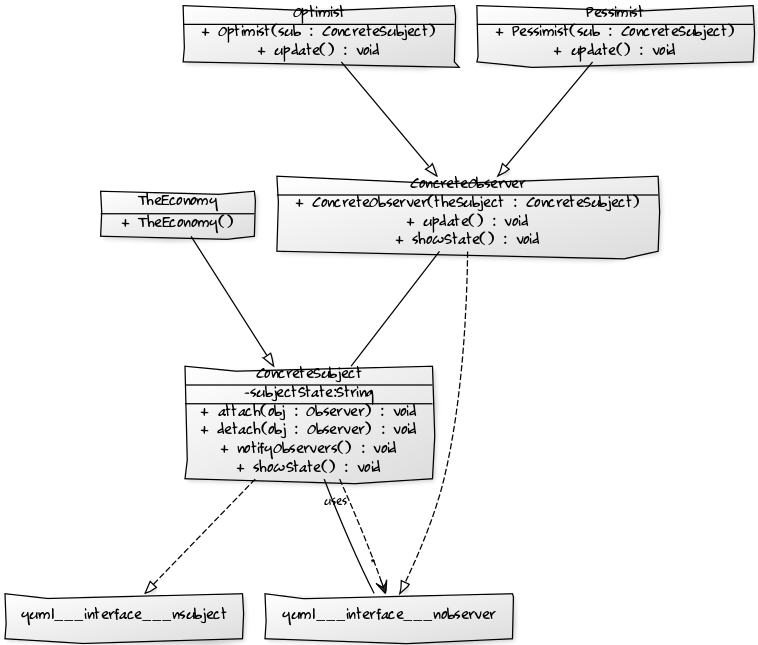 Optimist
+ Optimist(sub : ConcreteSubject)
+ update() : void
Pessimist
+ Pessimist(sub : ConcreteSubject)
+ update() : void
ConcreteObserver
+ ConcreteObserver(theSubject : ConcreteSubject)
+ update() : void
+ showState() : void
TheEconomy
+ TheEconomy()
ConcreteSubject
-subjectState:String
+ attach(obj : Observer) : void
+ detach(obj : Observer) : void
+ notifyObservers() : void
+ showState() : void
uses
yuml___interface___nsubject
yuml___interface___nobserver